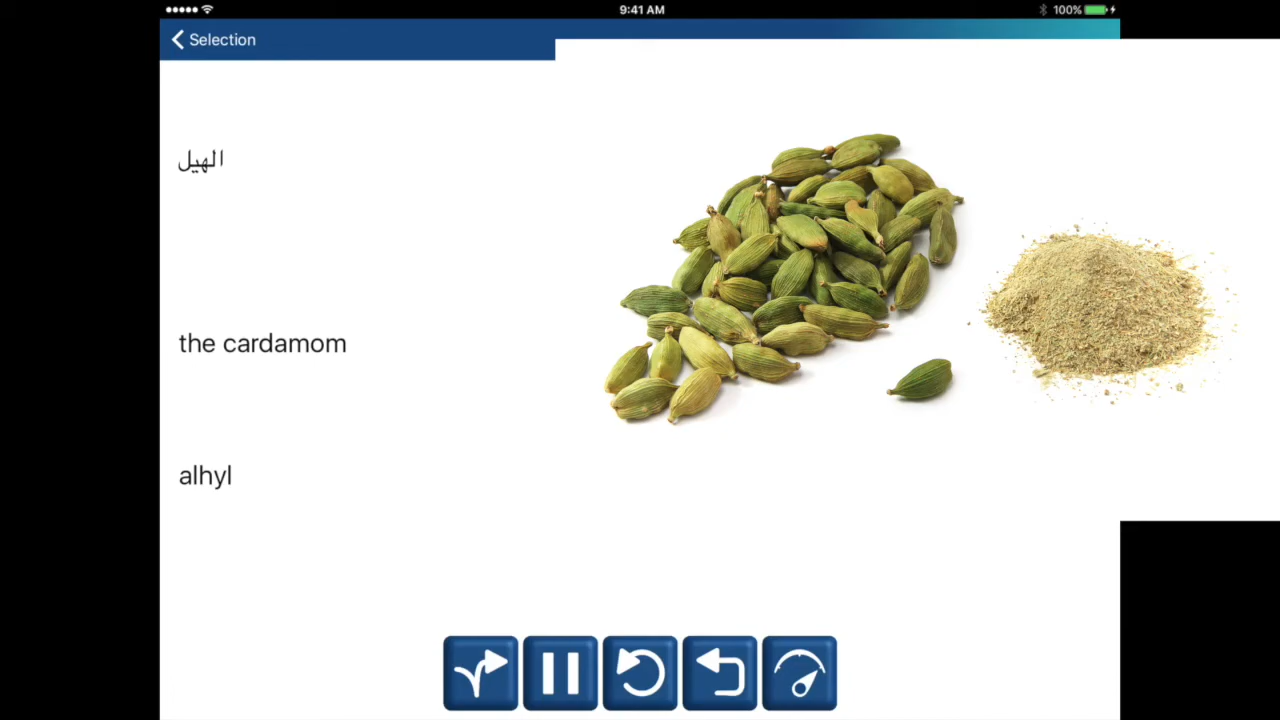 9:41 AM
100%
Selection
الهيل
the cardamom
alhyl